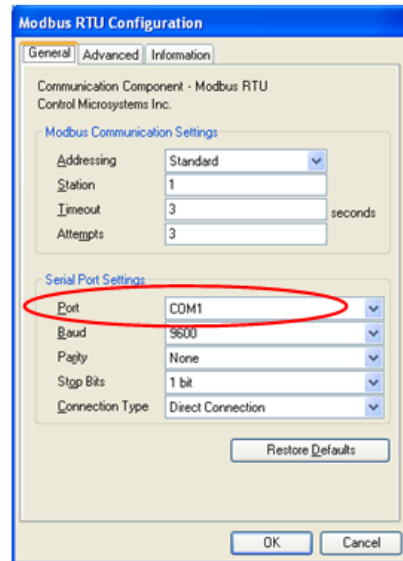 Modbus RTU Configuration
General Advanced Information
Communication Component - Modbus RTU
Control Microsystems Inc.
Modbus Communication Settings
Addressing Standard
Station 1
Timeout 3 seconds
Attempts 3
Serial Port Settings
Port COM1
Baud 9600
Parity None
Stop Bits 1 bit
Connection Type Direct Connection
Restore Defaults
OK Cancel